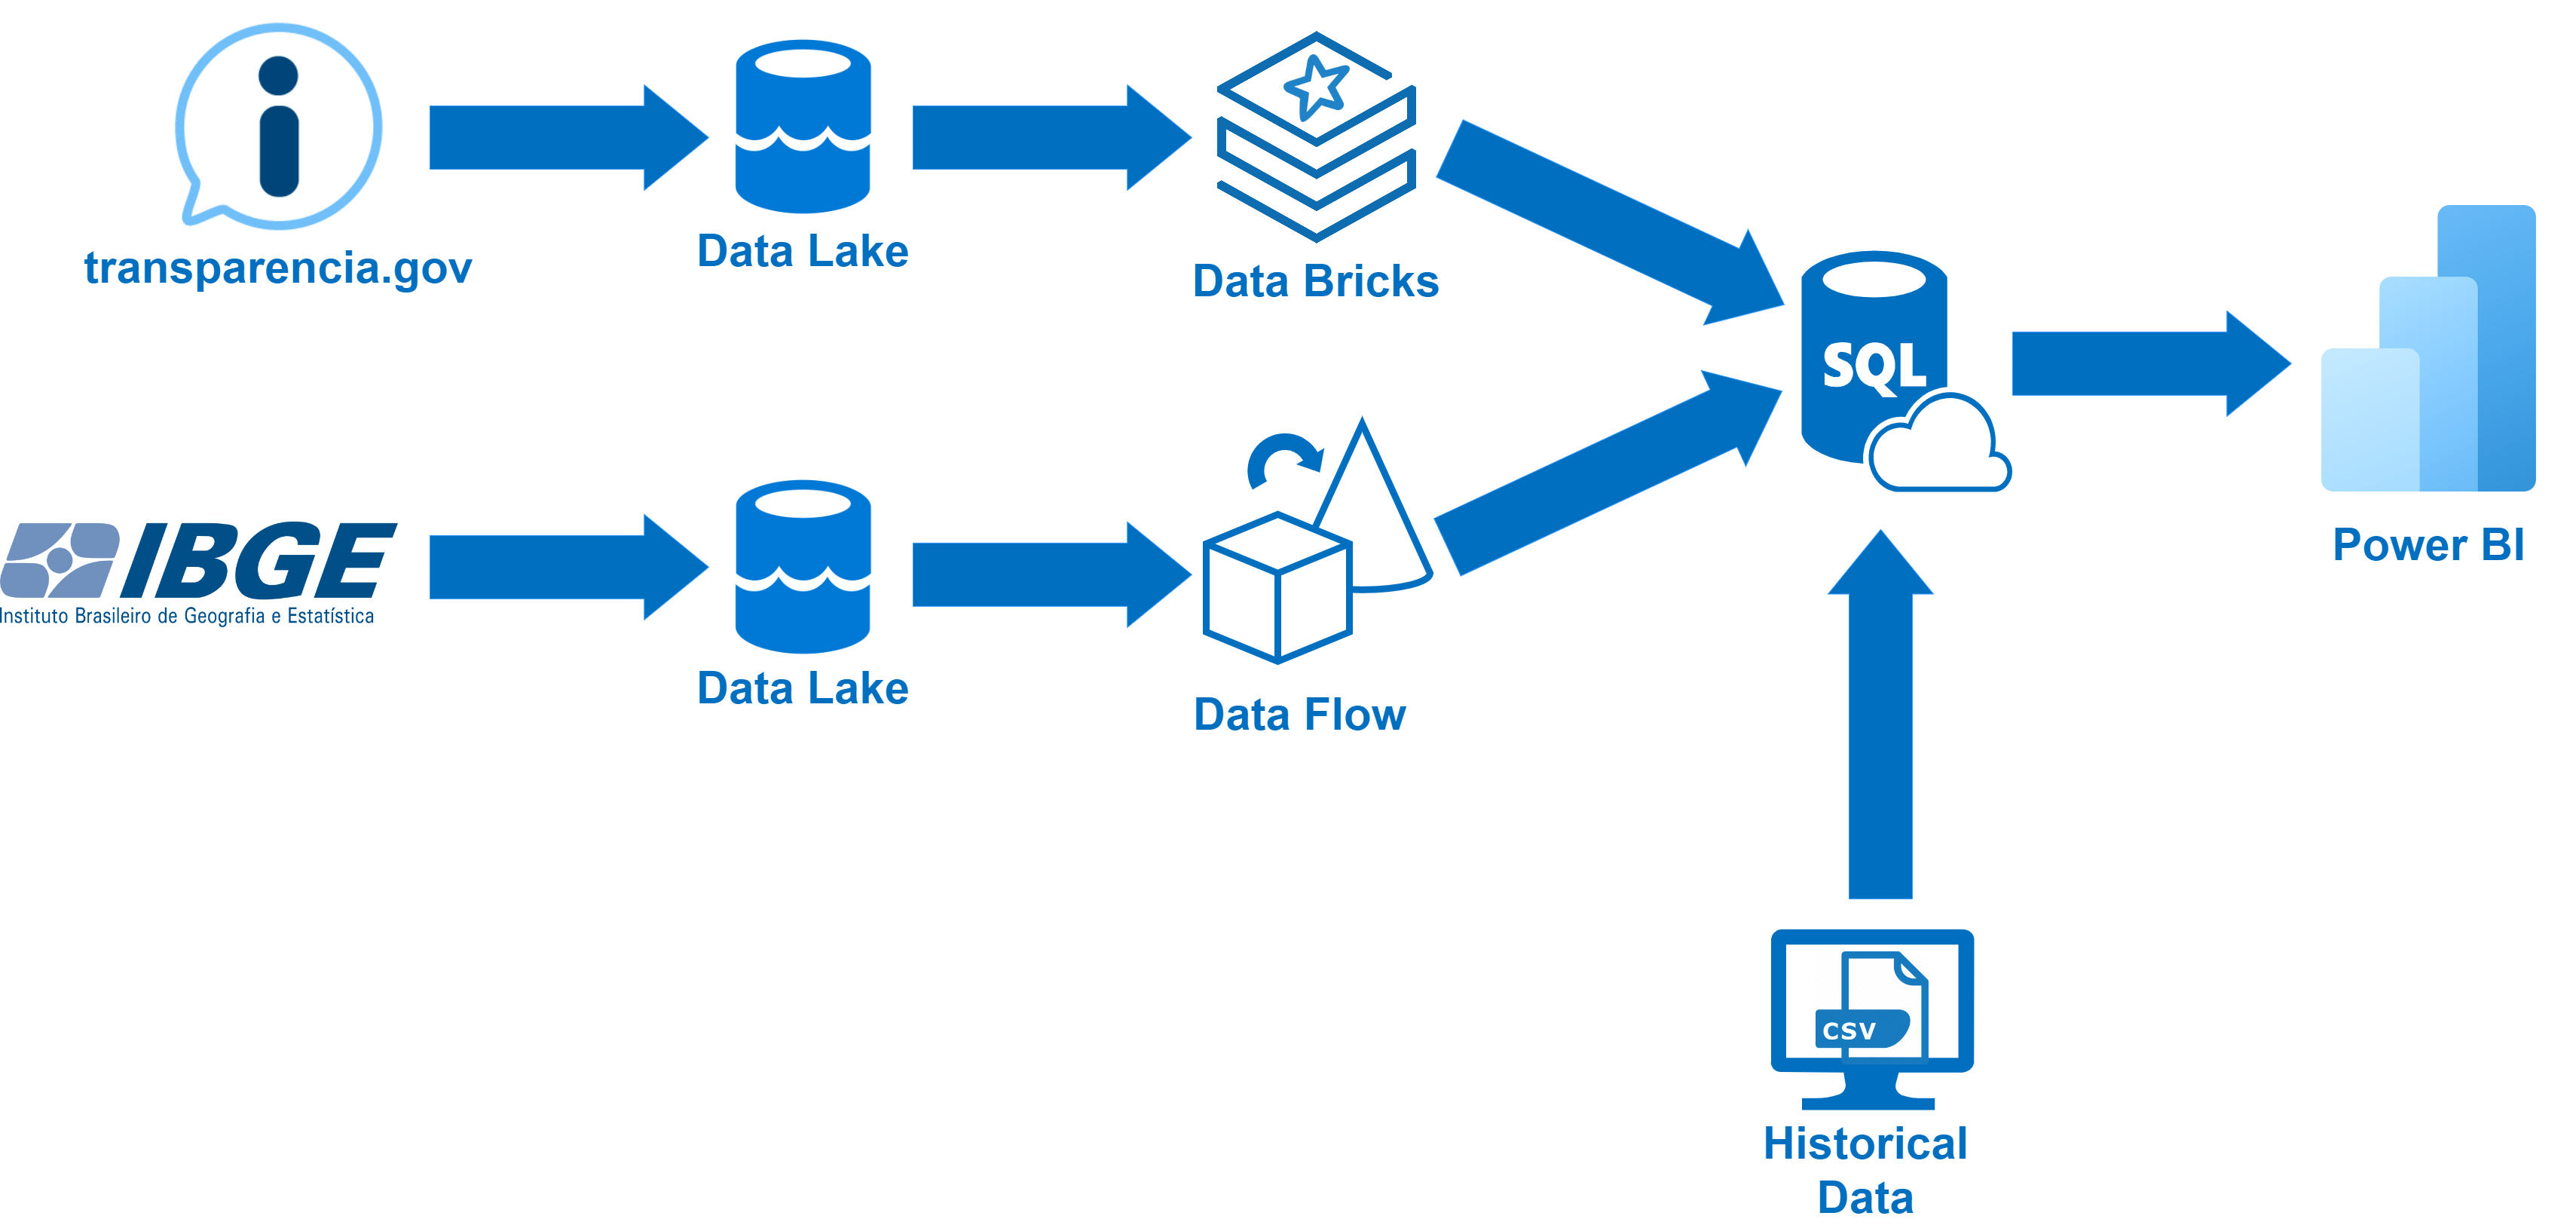 transparencia.gov
Data Lake
Data Bricks
SQL
Power BI
IBGE
Instituto Brasileiro de Geografia e Estatística
Data Lake
Data Flow
CSV
Historical
Data